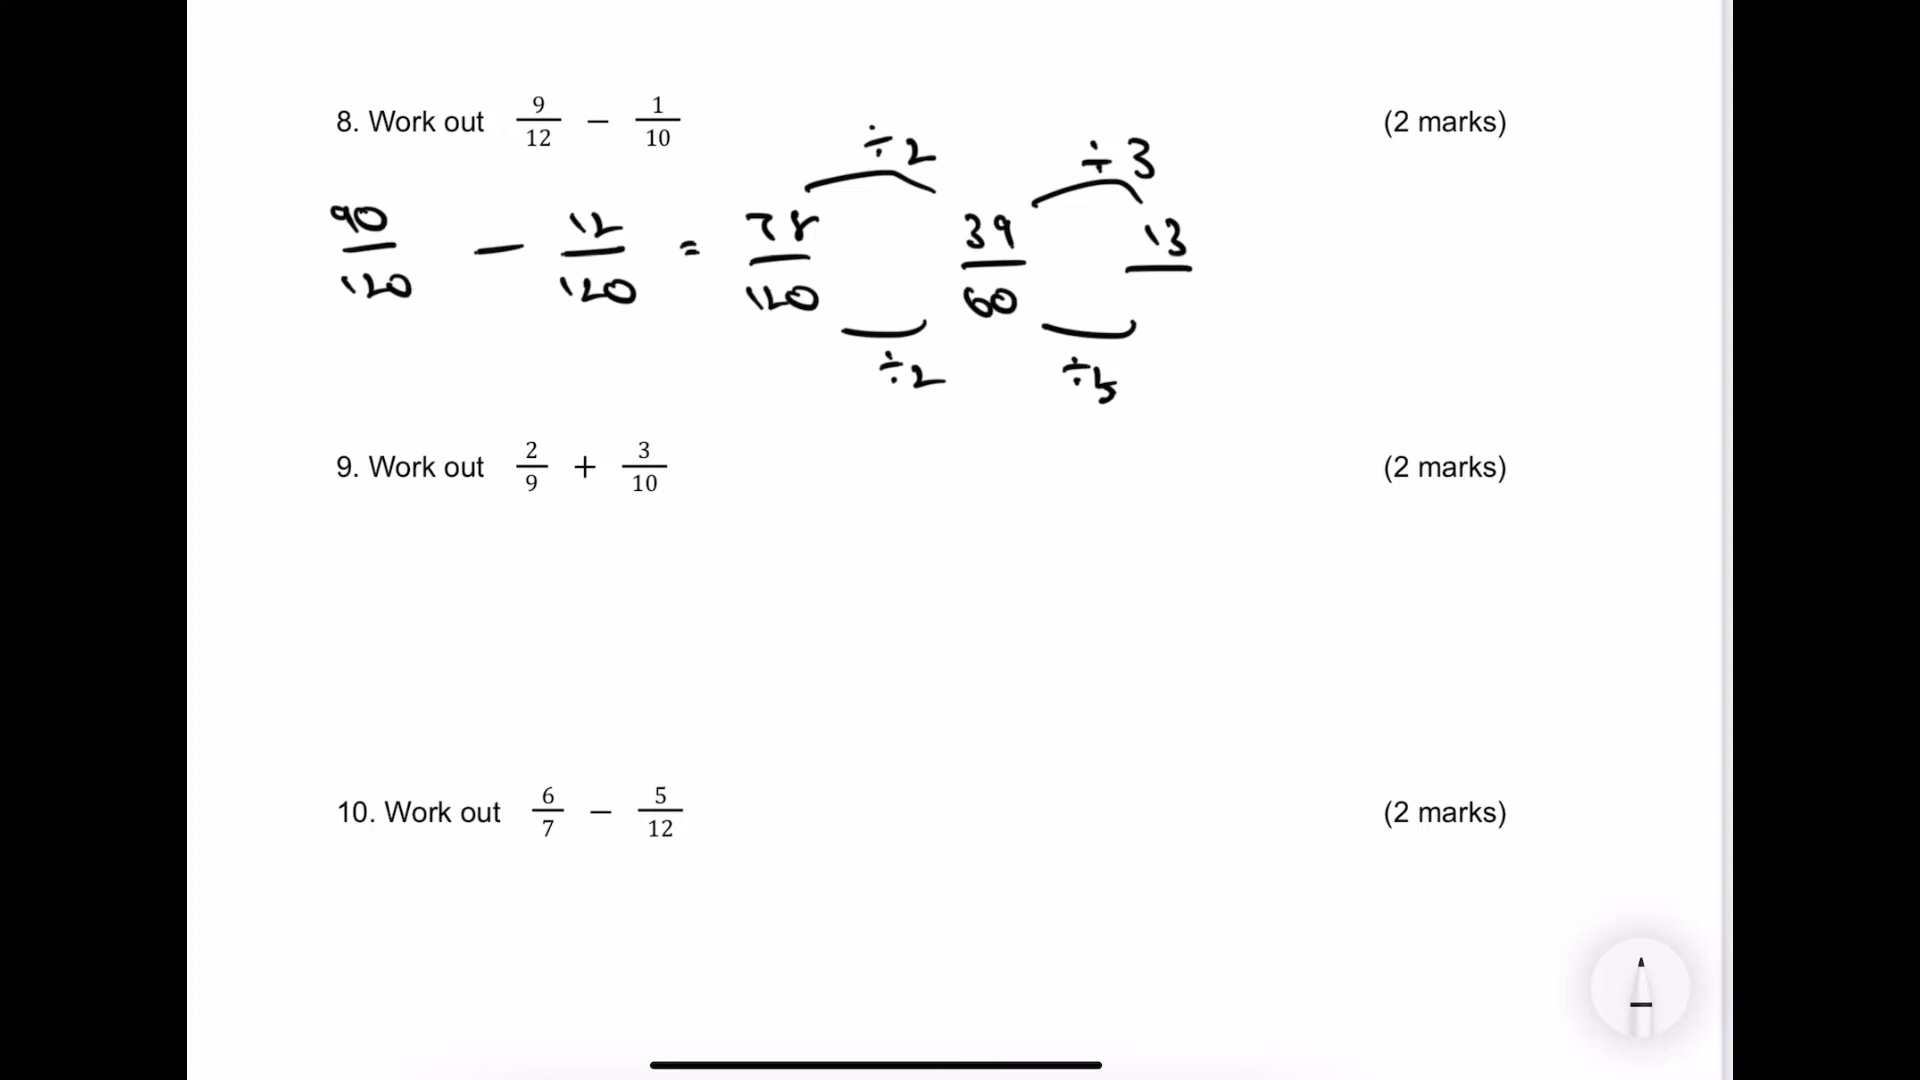 8. Work out 9/12 − 1/10 (2 marks)
÷2 ÷3
90/120 − 12/120 = 78/120 39/60 13
÷2 ÷3
9. Work out 2/9 + 3/10 (2 marks)
10. Work out 6/7 − 5/12 (2 marks)